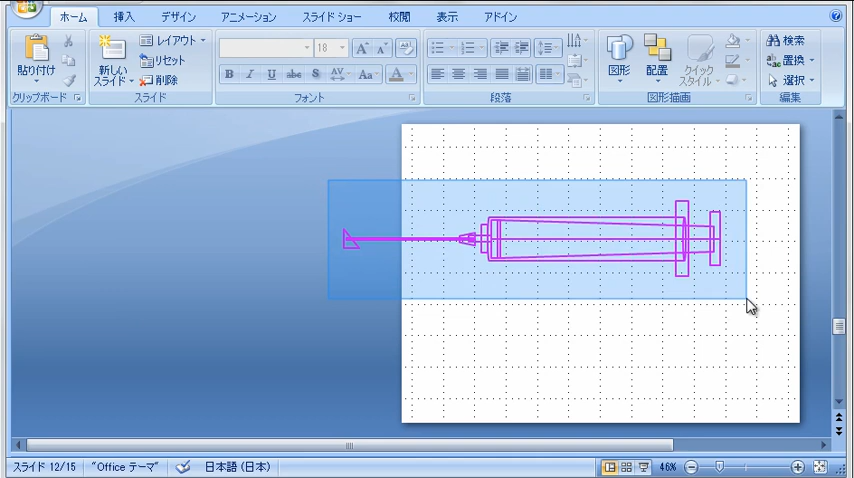 ホーム 挿入 デザイン アニメーション スライド ショー 校閲 表示 アドイン
貼り付け
新しい
スライド
レイアウト
リセット
削除
18
B I U abc S AV Aa A
図形
配置
クイック
スタイル
検索
置換
選択
クリップボード スライド フォント 段落 図形描画 編集
スライド 12/15 "Office テーマ" 日本語 (日本) 46%